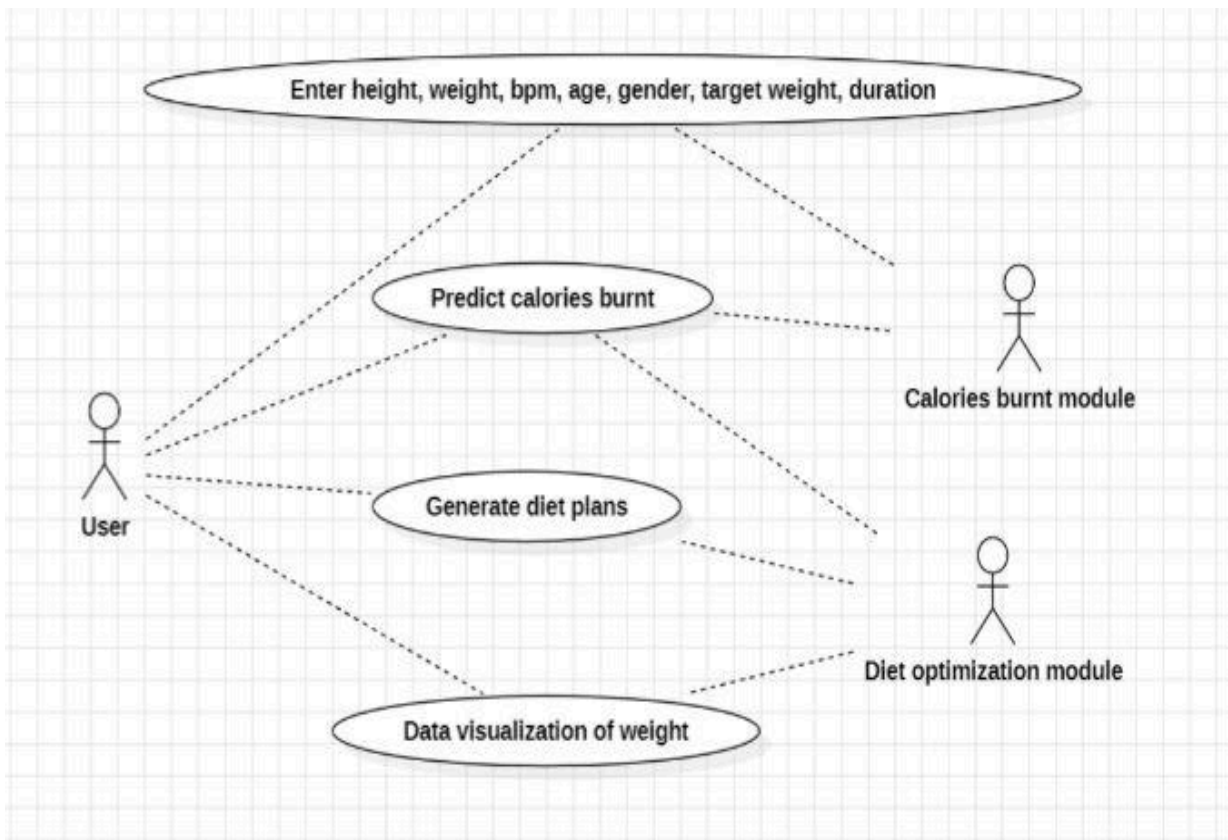 Enter height, weight, bpm, age, gender, target weight, duration
Predict calories burnt
Calories burnt module
Generate diet plans
User
Diet optimization module
Data visualization of weight